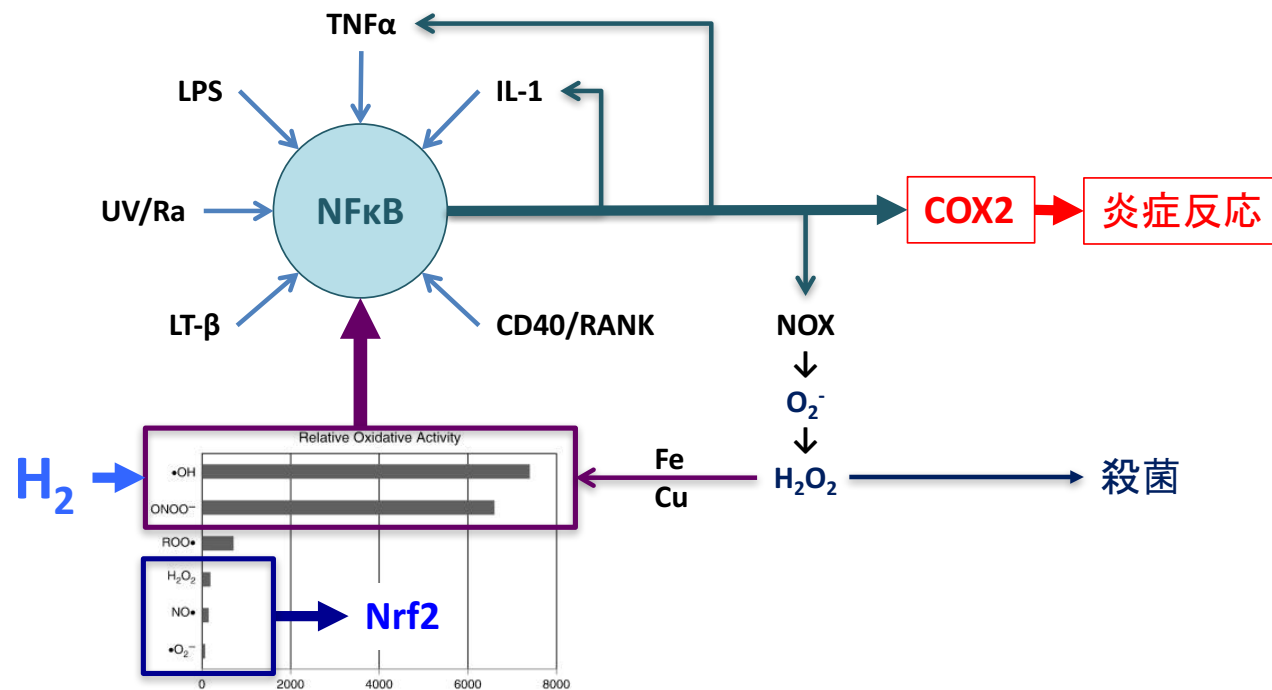 TNFα
LPS
IL-1
UV/Ra
NFκB
COX2
炎症反応
LT-β
CD40/RANK
NOX
O₂⁻
Relative Oxidative Activity
H₂
•OH
Fe
Cu
H₂O₂
殺菌
ONOO⁻
ROO•
H₂O₂
NO•
Nrf2
•O₂⁻
0 2000 4000 6000 8000